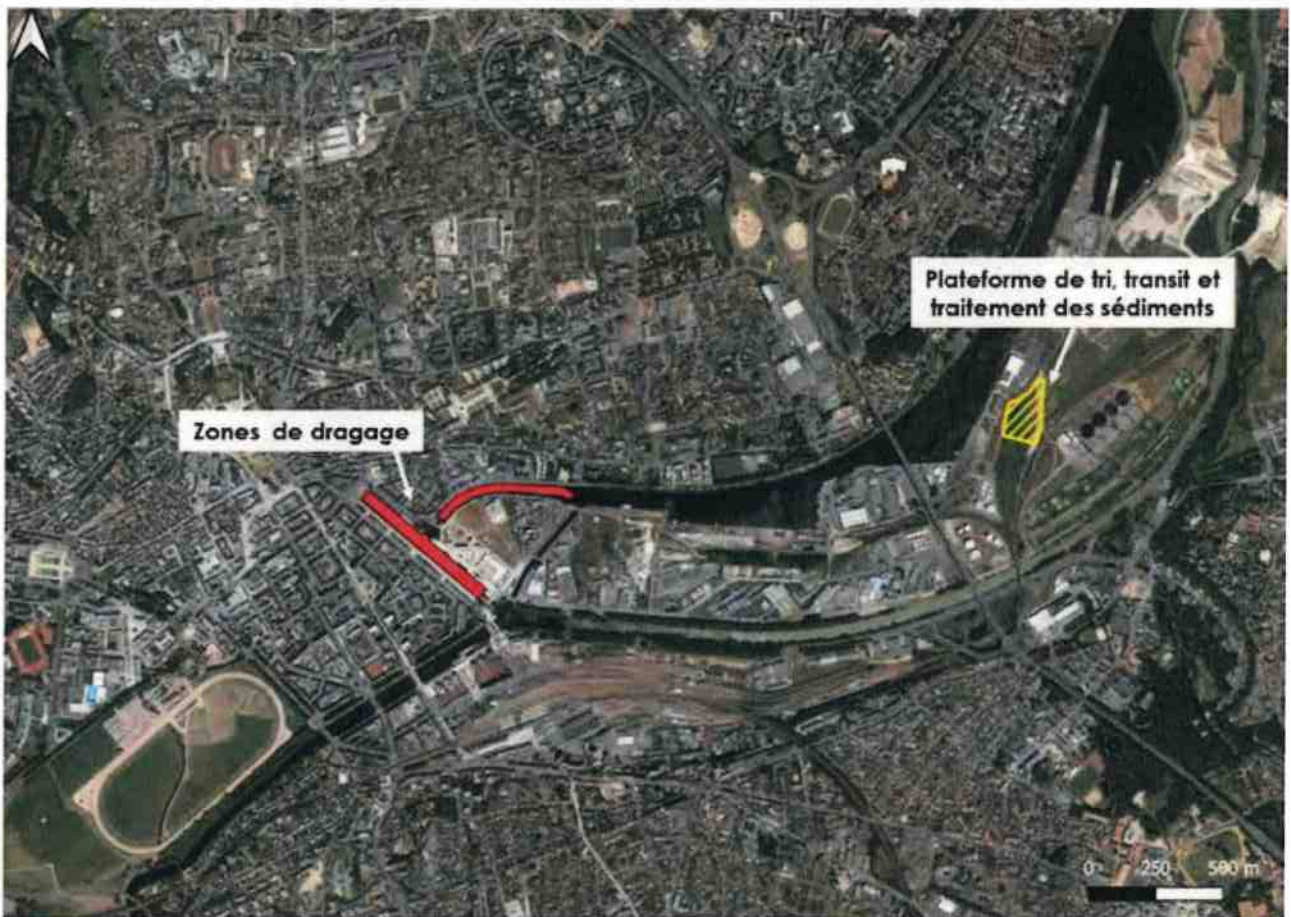 Plateforme de tri, transit et
traitement des sédiments
Zones de dragage
0 250 500 m